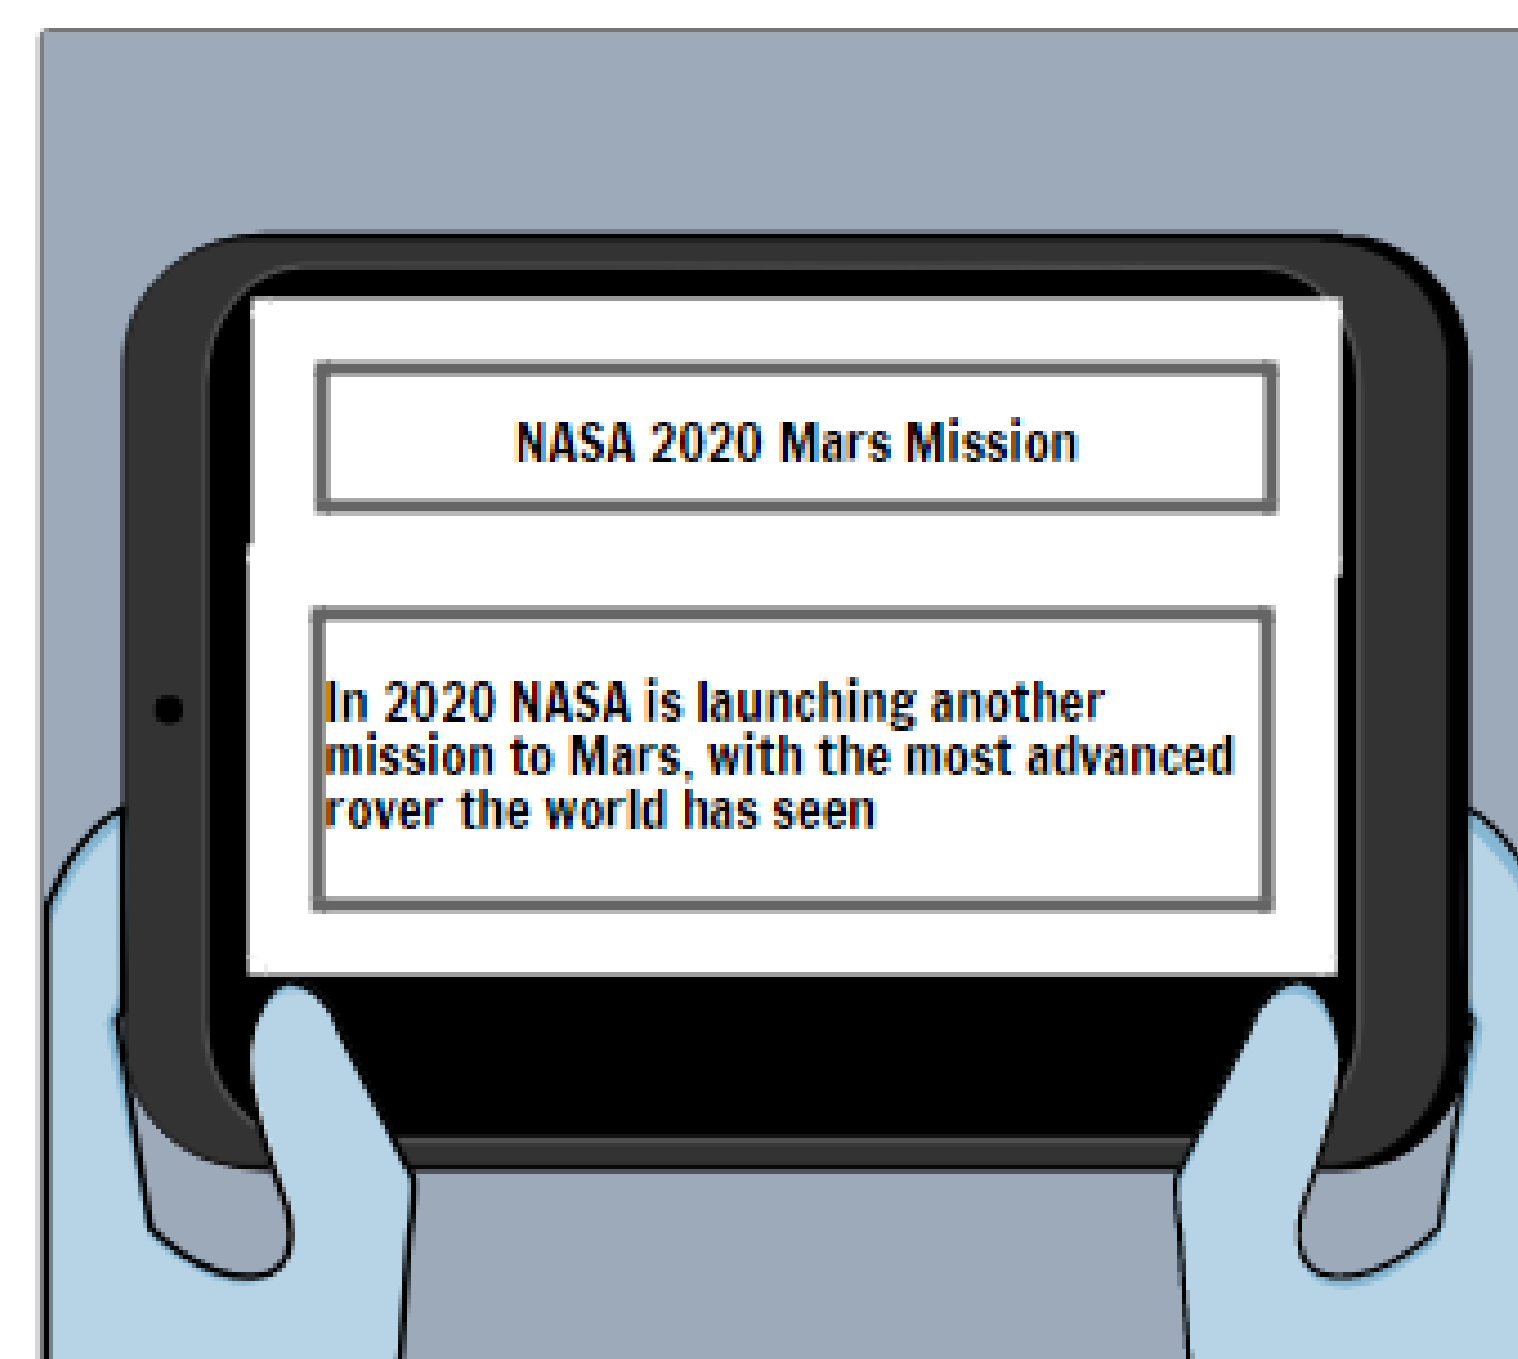 NASA 2020 Mars Mission
In 2020 NASA is launching another
mission to Mars, with the most advanced
rover the world has seen